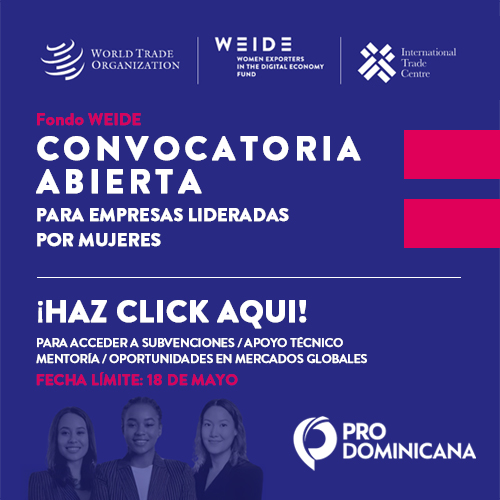 WORLD TRADE
ORGANIZATION
WEIDE
WOMEN EXPORTERS
IN THE DIGITAL ECONOMY
FUND
International
Trade
Centre
Fondo WEIDE
CONVOCATORIA
ABIERTA
PARA EMPRESAS LIDERADAS
POR MUJERES
¡HAZ CLICK AQUI!
PARA ACCEDER A SUBVENCIONES / APOYO TÉCNICO
MENTORÍA / OPORTUNIDADES EN MERCADOS GLOBALES
FECHA LÍMITE: 18 DE MAYO
PRO
DOMINICANA